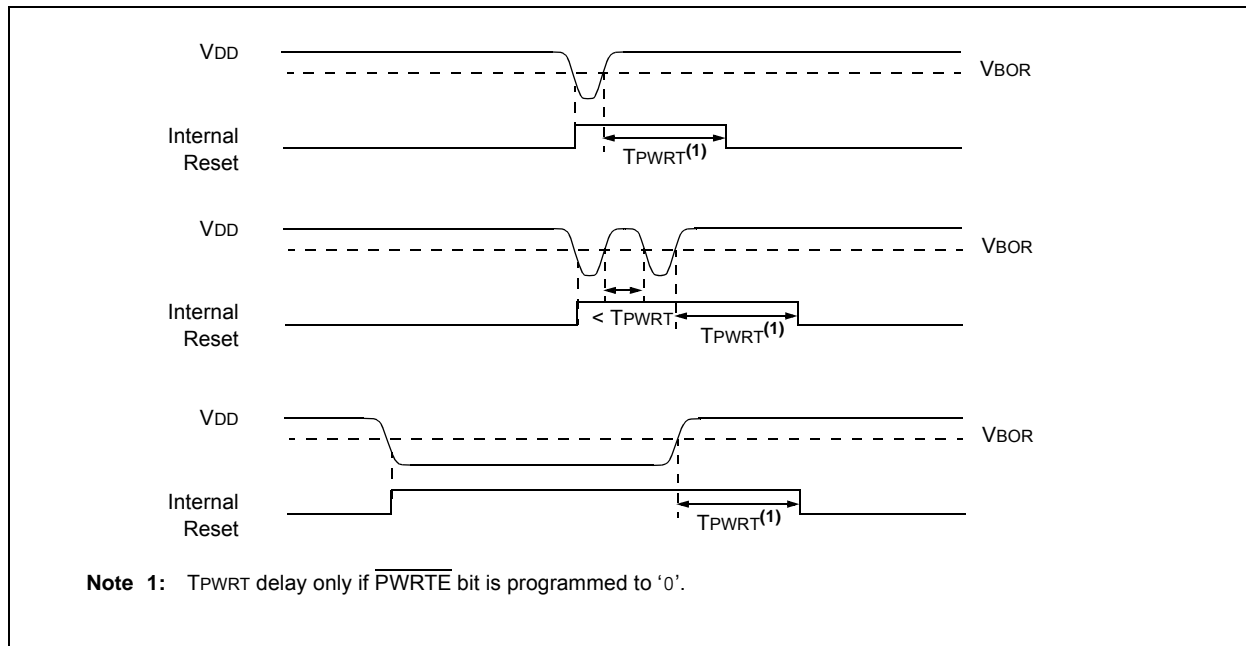 VDD
VBOR
Internal
Reset
TPWRT(1)
VDD
VBOR
Internal
Reset
< TPWRT
TPWRT(1)
VDD
VBOR
Internal
Reset
TPWRT(1)
Note 1: TPWRT delay only if PWRTE bit is programmed to ‘0’.